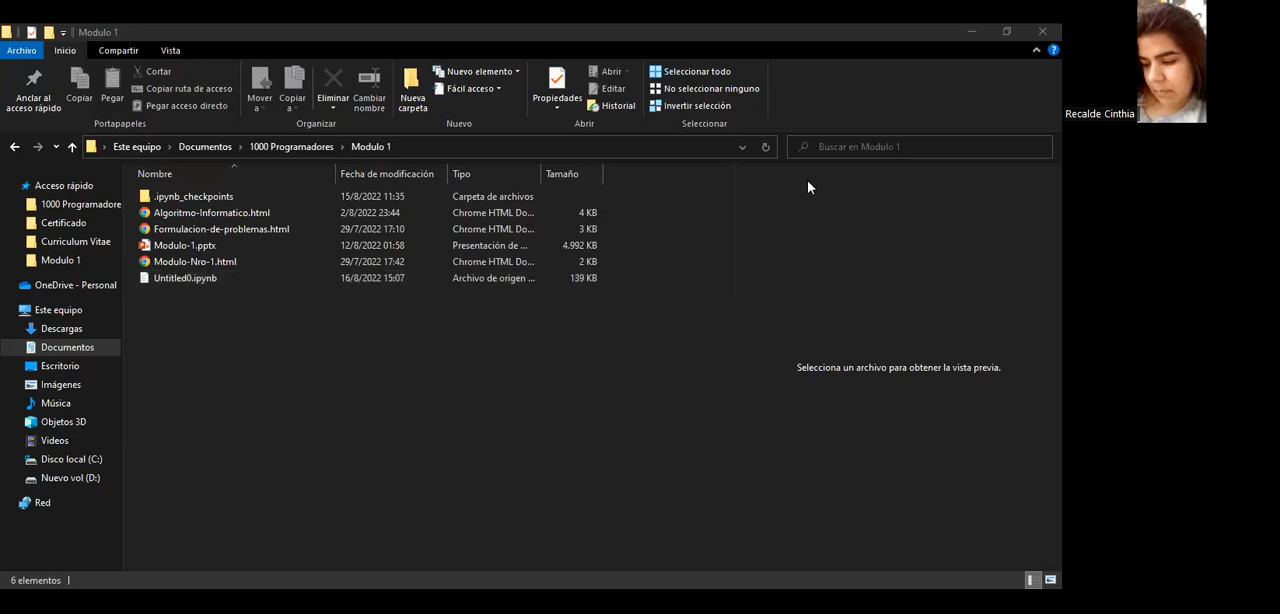 Modulo 1
Archivo Inicio Compartir Vista
Anclar al acceso rápido
Copiar
Pegar
Cortar
Copiar ruta de acceso
Pegar acceso directo
Portapapeles
Mover a
Copiar a
Eliminar
Cambiar nombre
Organizar
Nueva carpeta
Nuevo elemento
Fácil acceso
Nuevo
Propiedades
Abrir
Editar
Historial
Abrir
Seleccionar todo
No seleccionar ninguno
Invertir selección
Seleccionar
Recalde Cinthia
Este equipo > Documentos > 1000 Programadores > Modulo 1
Buscar en Modulo 1
Acceso rápido
1000 Programadore
Certificado
Curriculum Vitae
Modulo 1
OneDrive - Personal
Este equipo
Descargas
Documentos
Escritorio
Imágenes
Música
Objetos 3D
Videos
Disco local (C:)
Nuevo vol (D:)
Red
Nombre Fecha de modificación Tipo Tamaño
.ipynb_checkpoints 15/8/2022 11:35 Carpeta de archivos
Algoritmo-Informatico.html 2/8/2022 23:44 Chrome HTML Do... 4 KB
Formulacion-de-problemas.html 29/7/2022 17:10 Chrome HTML Do... 3 KB
Modulo-1.pptx 12/8/2022 01:58 Presentación de ... 4.992 KB
Modulo-Nro-1.html 29/7/2022 17:42 Chrome HTML Do... 2 KB
Untitled0.ipynb 16/8/2022 15:07 Archivo de origen ... 139 KB
Selecciona un archivo para obtener la vista previa.
6 elementos